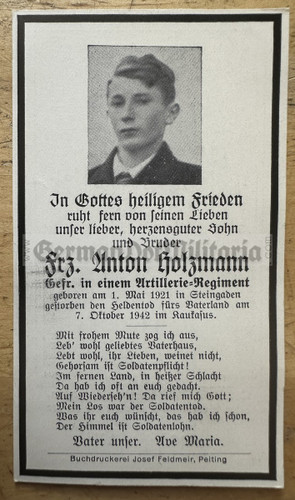 In Gottes heiligem Frieden
ruht fern von seinen Lieben
unser lieber, herzensguter Sohn
und Bruder
Frz. Anton Holzmann
Gefr. in einem Artillerie-Regiment
geboren am 1. Mai 1921 in Steingaden
gestorben den Heldentod fürs Vaterland am
7. Oktober 1942 im Kaukasus.
Mit frohem Mute zog ich aus,
Leb' wohl geliebtes Vaterhaus,
Lebt wohl, ihr Lieben, weinet nicht,
Gehorsam ist Soldatenpflicht!
Im fernen Land, in heißer Schlacht
Da hab ich oft an euch gedacht.
Auf Wiederseh'n! Da rief mich Gott;
Mein Los war der Soldatentod.
Was ihr euch wünscht, das hab ich schon,
Der Himmel ist Soldatenlohn.
Vater unser. Ave Maria.
Buchdruckerei Josef Feldmeir, Peiting